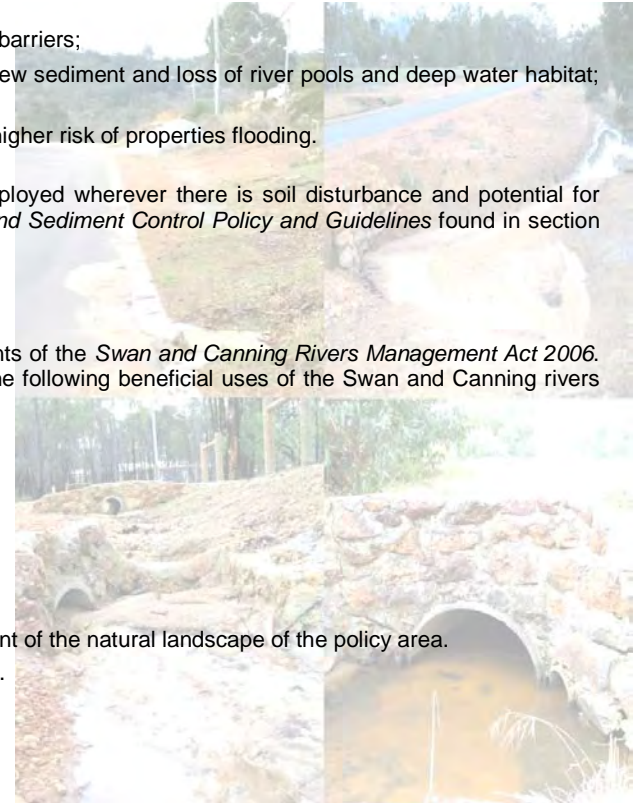 barriers;
ew sediment and loss of river pools and deep water habitat;
igher risk of properties flooding.
ployed wherever there is soil disturbance and potential for
nd Sediment Control Policy and Guidelines found in section
nts of the Swan and Canning Rivers Management Act 2006.
ne following beneficial uses of the Swan and Canning rivers
nt of the natural landscape of the policy area.
.